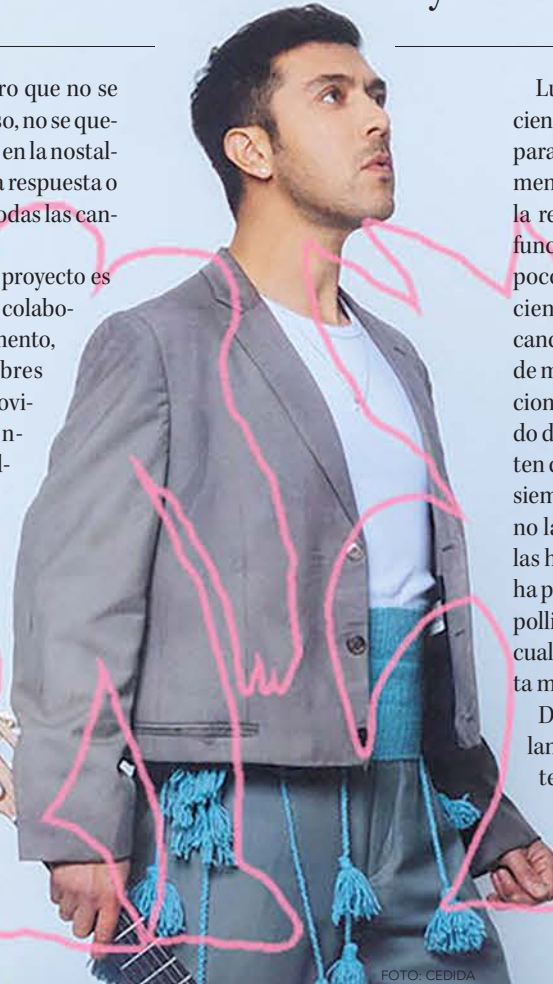 y
ro que no se
so, no se que-
en la nostal-
a respuesta o
odas las can-
proyecto es
colabo-
mento,
bres
ovi-
n-
l-
Lu
cien
para
men
la re
func
poco
cien
canc
de m
cion
do d
ten
siem
no la
las h
ha p
polli
cual
ta m
D
lan
te
FOTO: CEDIDA